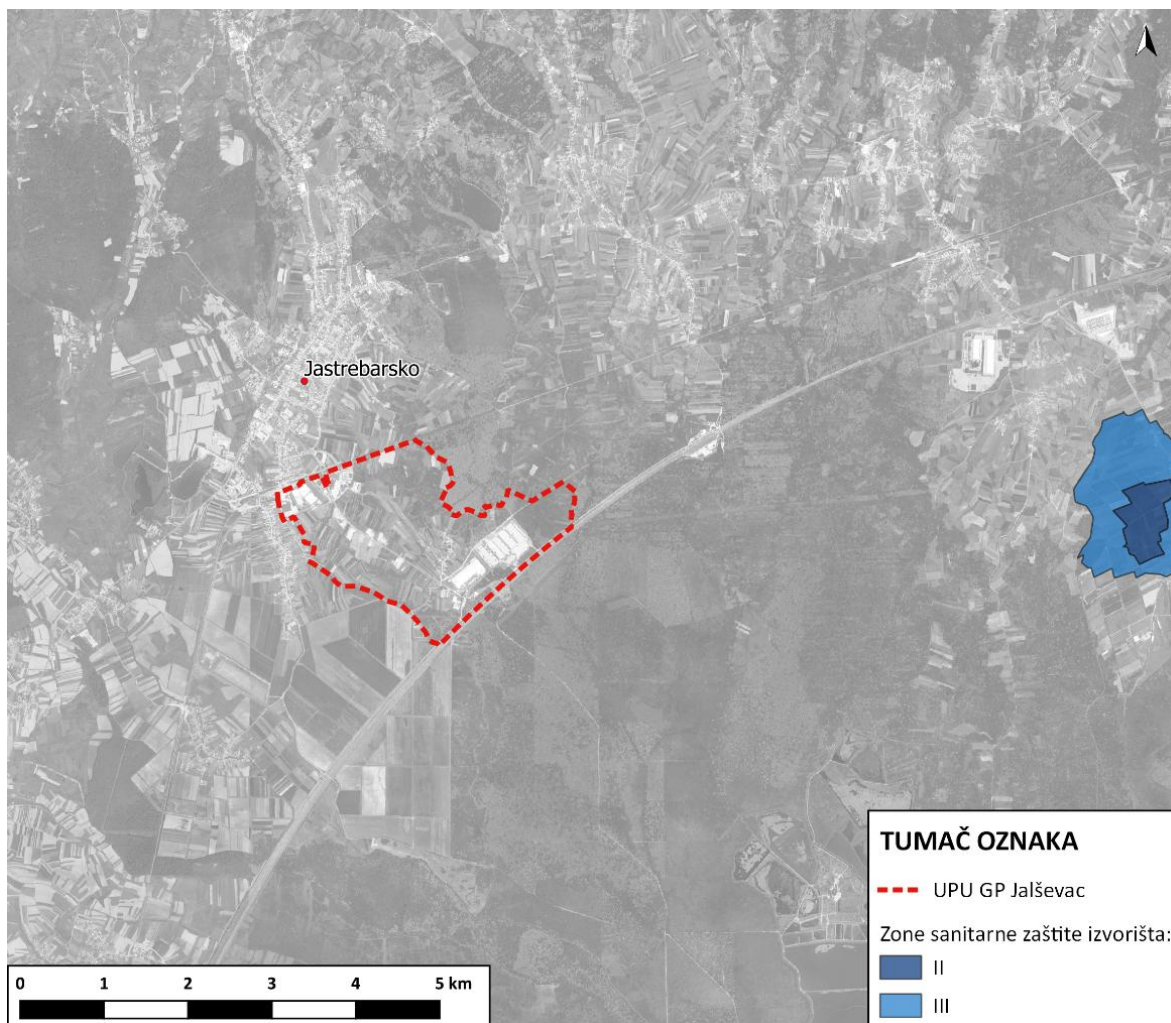 Jastrebarsko
TUMAČ OZNAKA
UPU GP Jalševac
Zone sanitarne zaštite izvorišta:
II
III
0 1 2 3 4 5 km